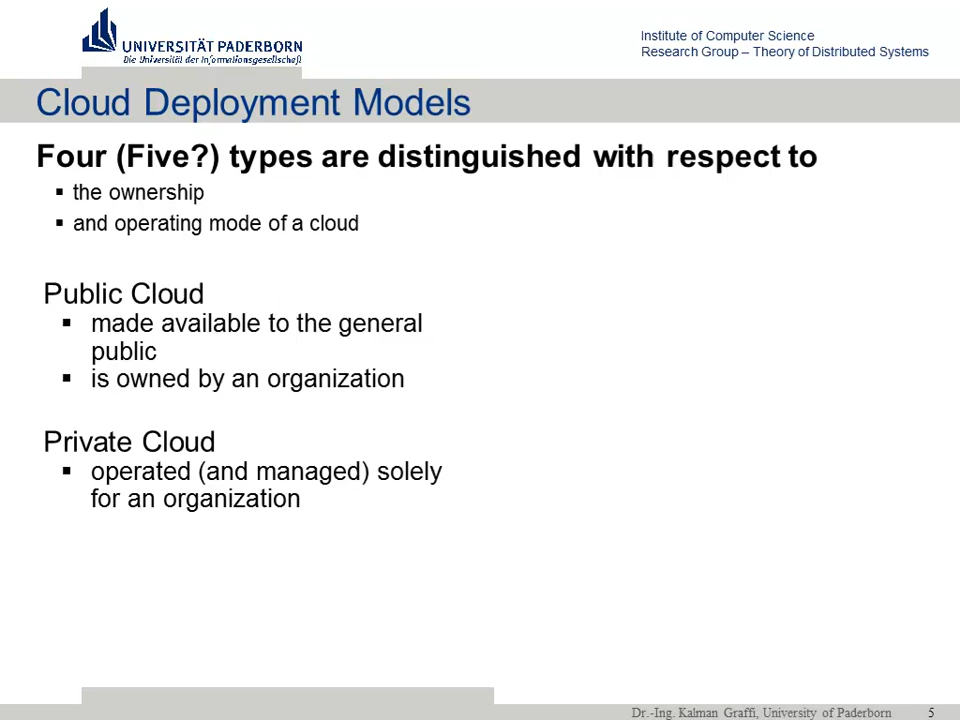 UNIVERSITÄT PADERBORN
Die Universität der Informationsgesellschaft
Institute of Computer Science
Research Group – Theory of Distributed Systems
Cloud Deployment Models
Four (Five?) types are distinguished with respect to
▪ the ownership
▪ and operating mode of a cloud
Public Cloud
▪ made available to the general
public
▪ is owned by an organization
Private Cloud
▪ operated (and managed) solely
for an organization
Dr.-Ing. Kalman Graffi, University of Paderborn 5